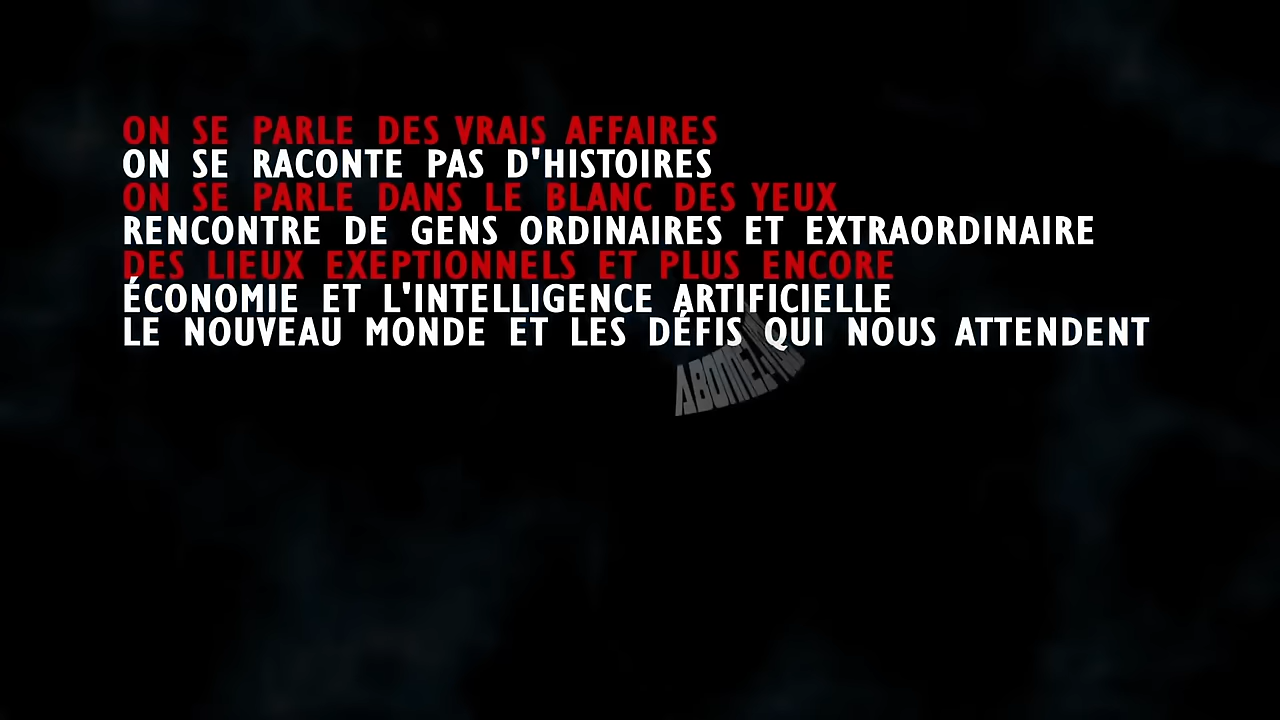 ON SE PARLE DES VRAIS AFFAIRES
ON SE RACONTE PAS D'HISTOIRES
ON SE PARLE DANS LE BLANC DES YEUX
RENCONTRE DE GENS ORDINAIRES ET EXTRAORDINAIRE
DES LIEUX EXEPTIONNELS ET PLUS ENCORE
ÉCONOMIE ET L'INTELLIGENCE ARTIFICIELLE
LE NOUVEAU MONDE ET LES DÉFIS QUI NOUS ATTENDENT